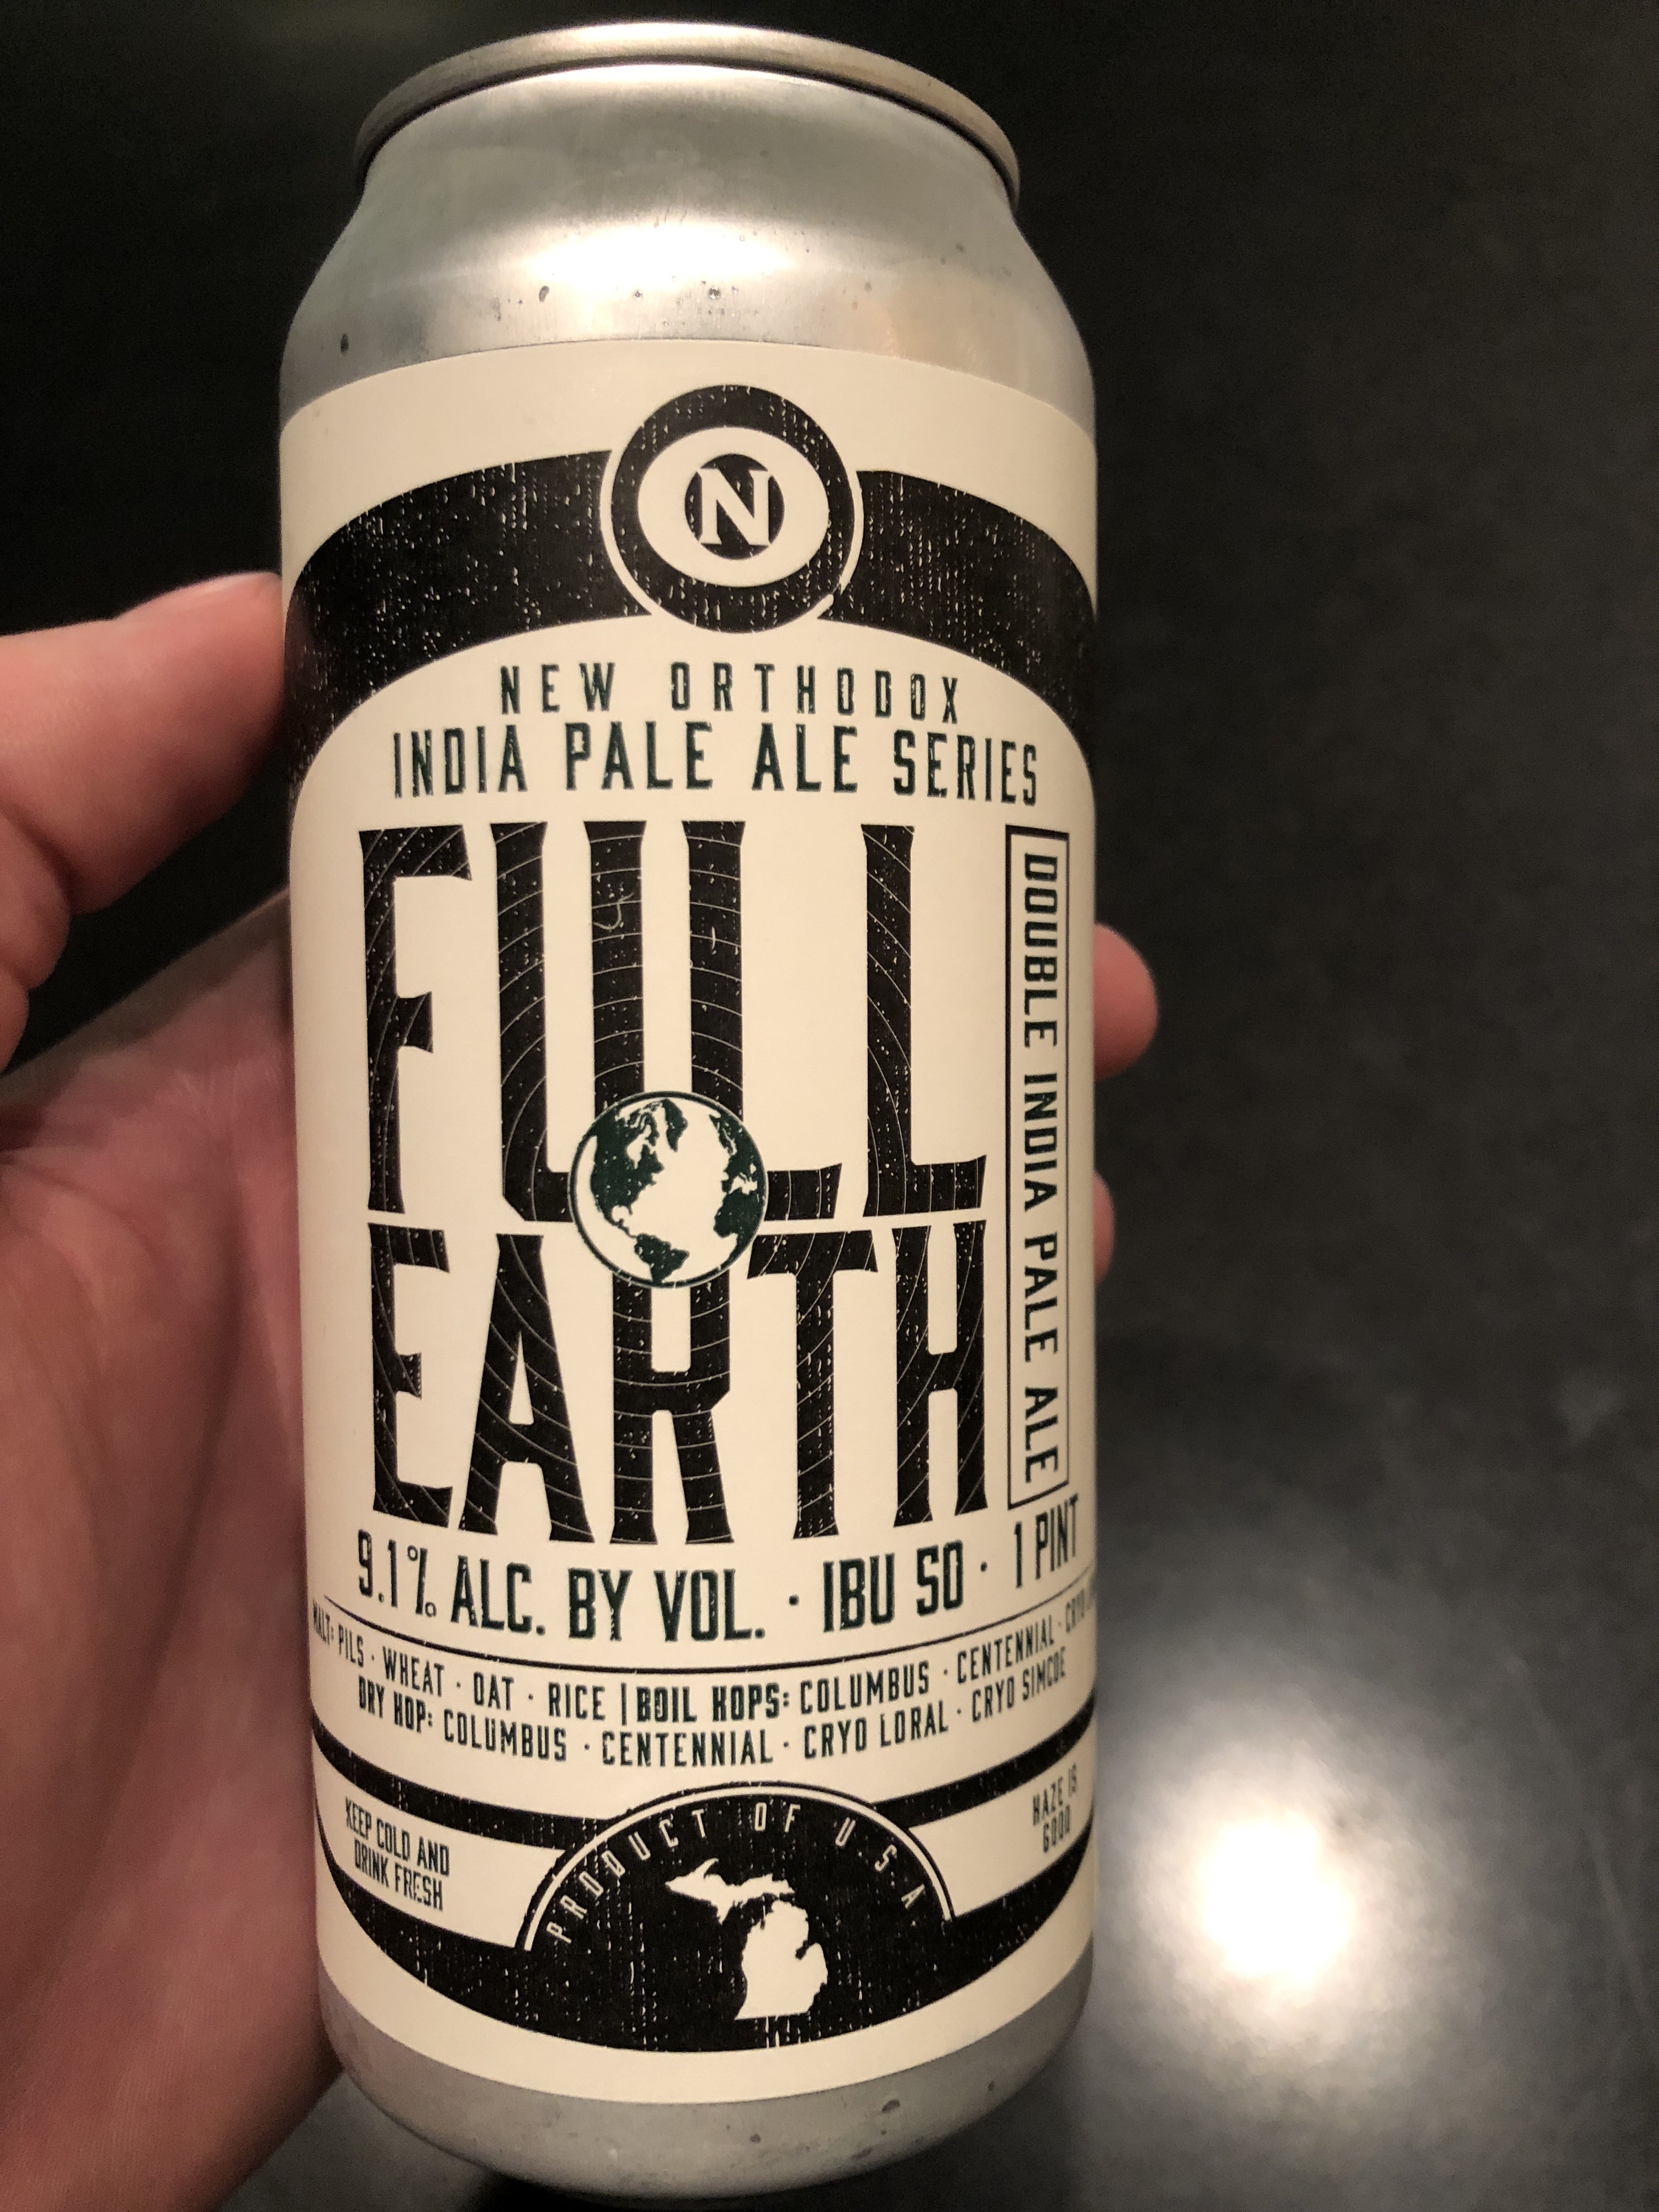 N
NEW ORTHODOX
INDIA PALE ALE SERIES
FULL
EARTH
DOUBLE INDIA PALE ALE
9.1% ALC. BY VOL. · IBU 50 · 1 PINT
MALT: PILS · WHEAT · OAT · RICE | BOIL HOPS: COLUMBUS · CENTENNIAL · CRYO
DRY HOP: COLUMBUS · CENTENNIAL · CRYO LORAL · CRYO SIMCOE
KEEP COLD AND
DRINK FRESH
PRODUCT OF U.S.A
HAZE IS
GOOD